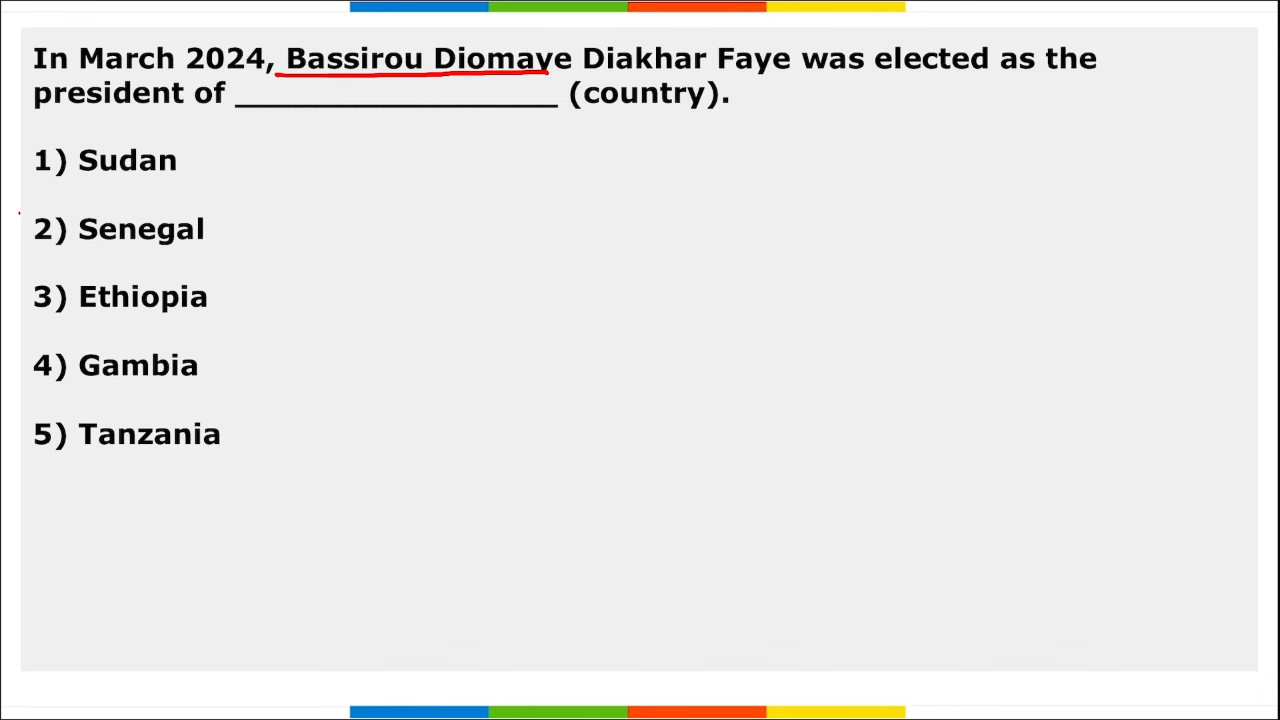 In March 2024, Bassirou Diomaye Diakhar Faye was elected as the
president of ____________________ (country).
1) Sudan
2) Senegal
3) Ethiopia
4) Gambia
5) Tanzania